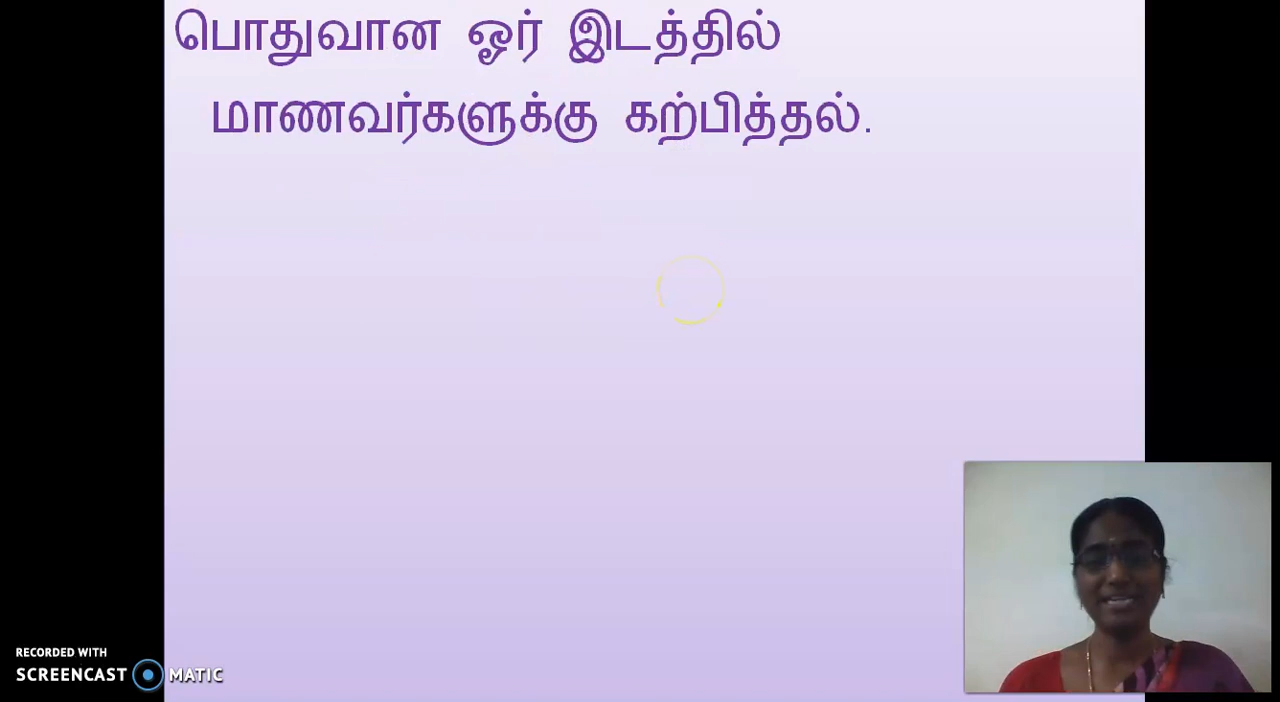 பொதுவான ஓர் இடத்தில்
மாணவர்களுக்கு கற்பித்தல்.
RECORDED WITH
SCREENCAST MATIC